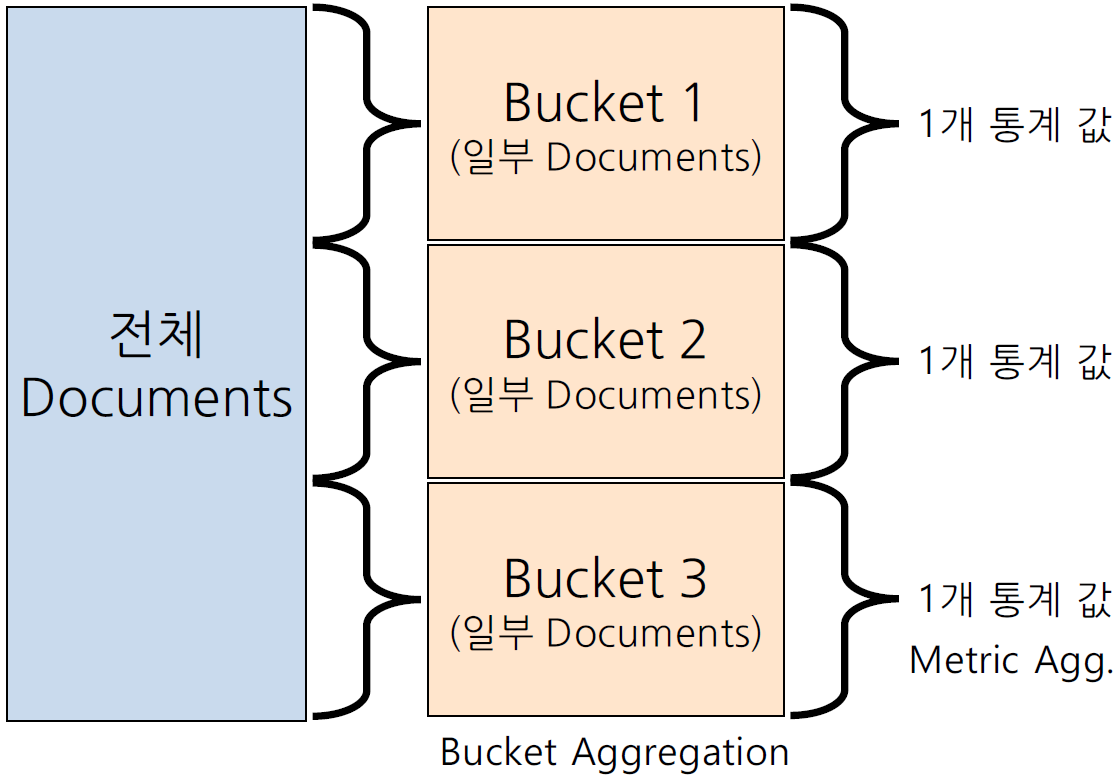 전체
Documents
Bucket 1
(일부 Documents)
1개 통계 값
Bucket 2
(일부 Documents)
1개 통계 값
Bucket 3
(일부 Documents)
1개 통계 값
Metric Agg.
Bucket Aggregation